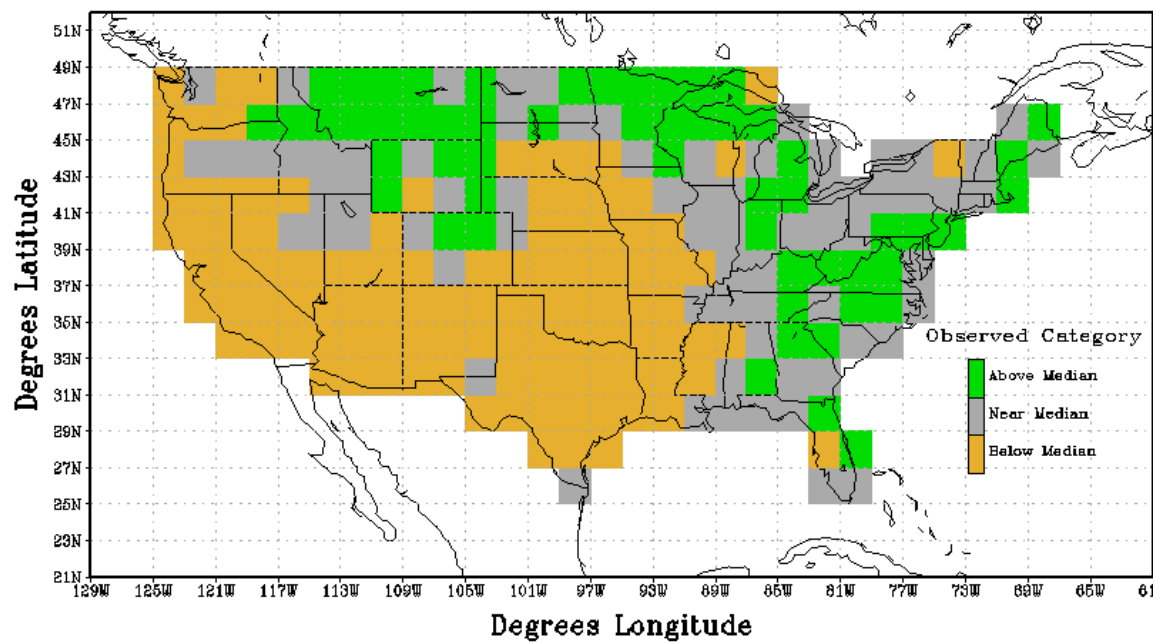 51N
49N
47N
45N
43N
41N
39N
37N
35N
33N
31N
29N
27N
25N
23N
21N
Degrees Latitude
Observed Category
Above Median
Near Median
Below Median
129W 125W 121W 117W 113W 109W 105W 101W 97W 93W 89W 85W 81W 77W 73W 69W 65W 61
Degrees Longitude